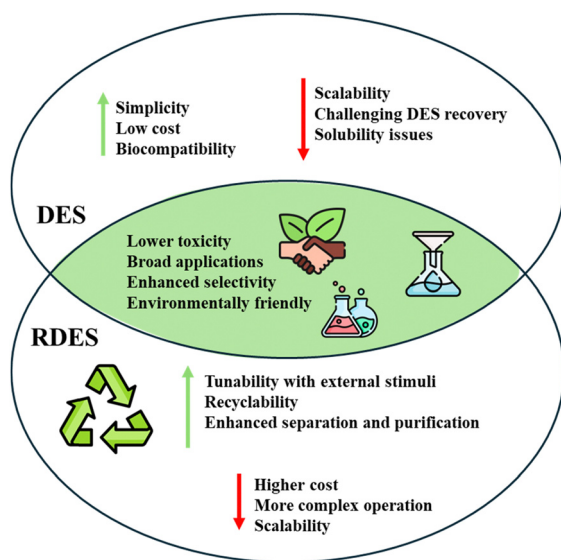 Simplicity
Low cost
Biocompatibility
Scalability
Challenging DES recovery
Solubility issues
DES
Lower toxicity
Broad applications
Enhanced selectivity
Environmentally friendly
RDES
Tunability with external stimuli
Recyclability
Enhanced separation and purification
Higher cost
More complex operation
Scalability